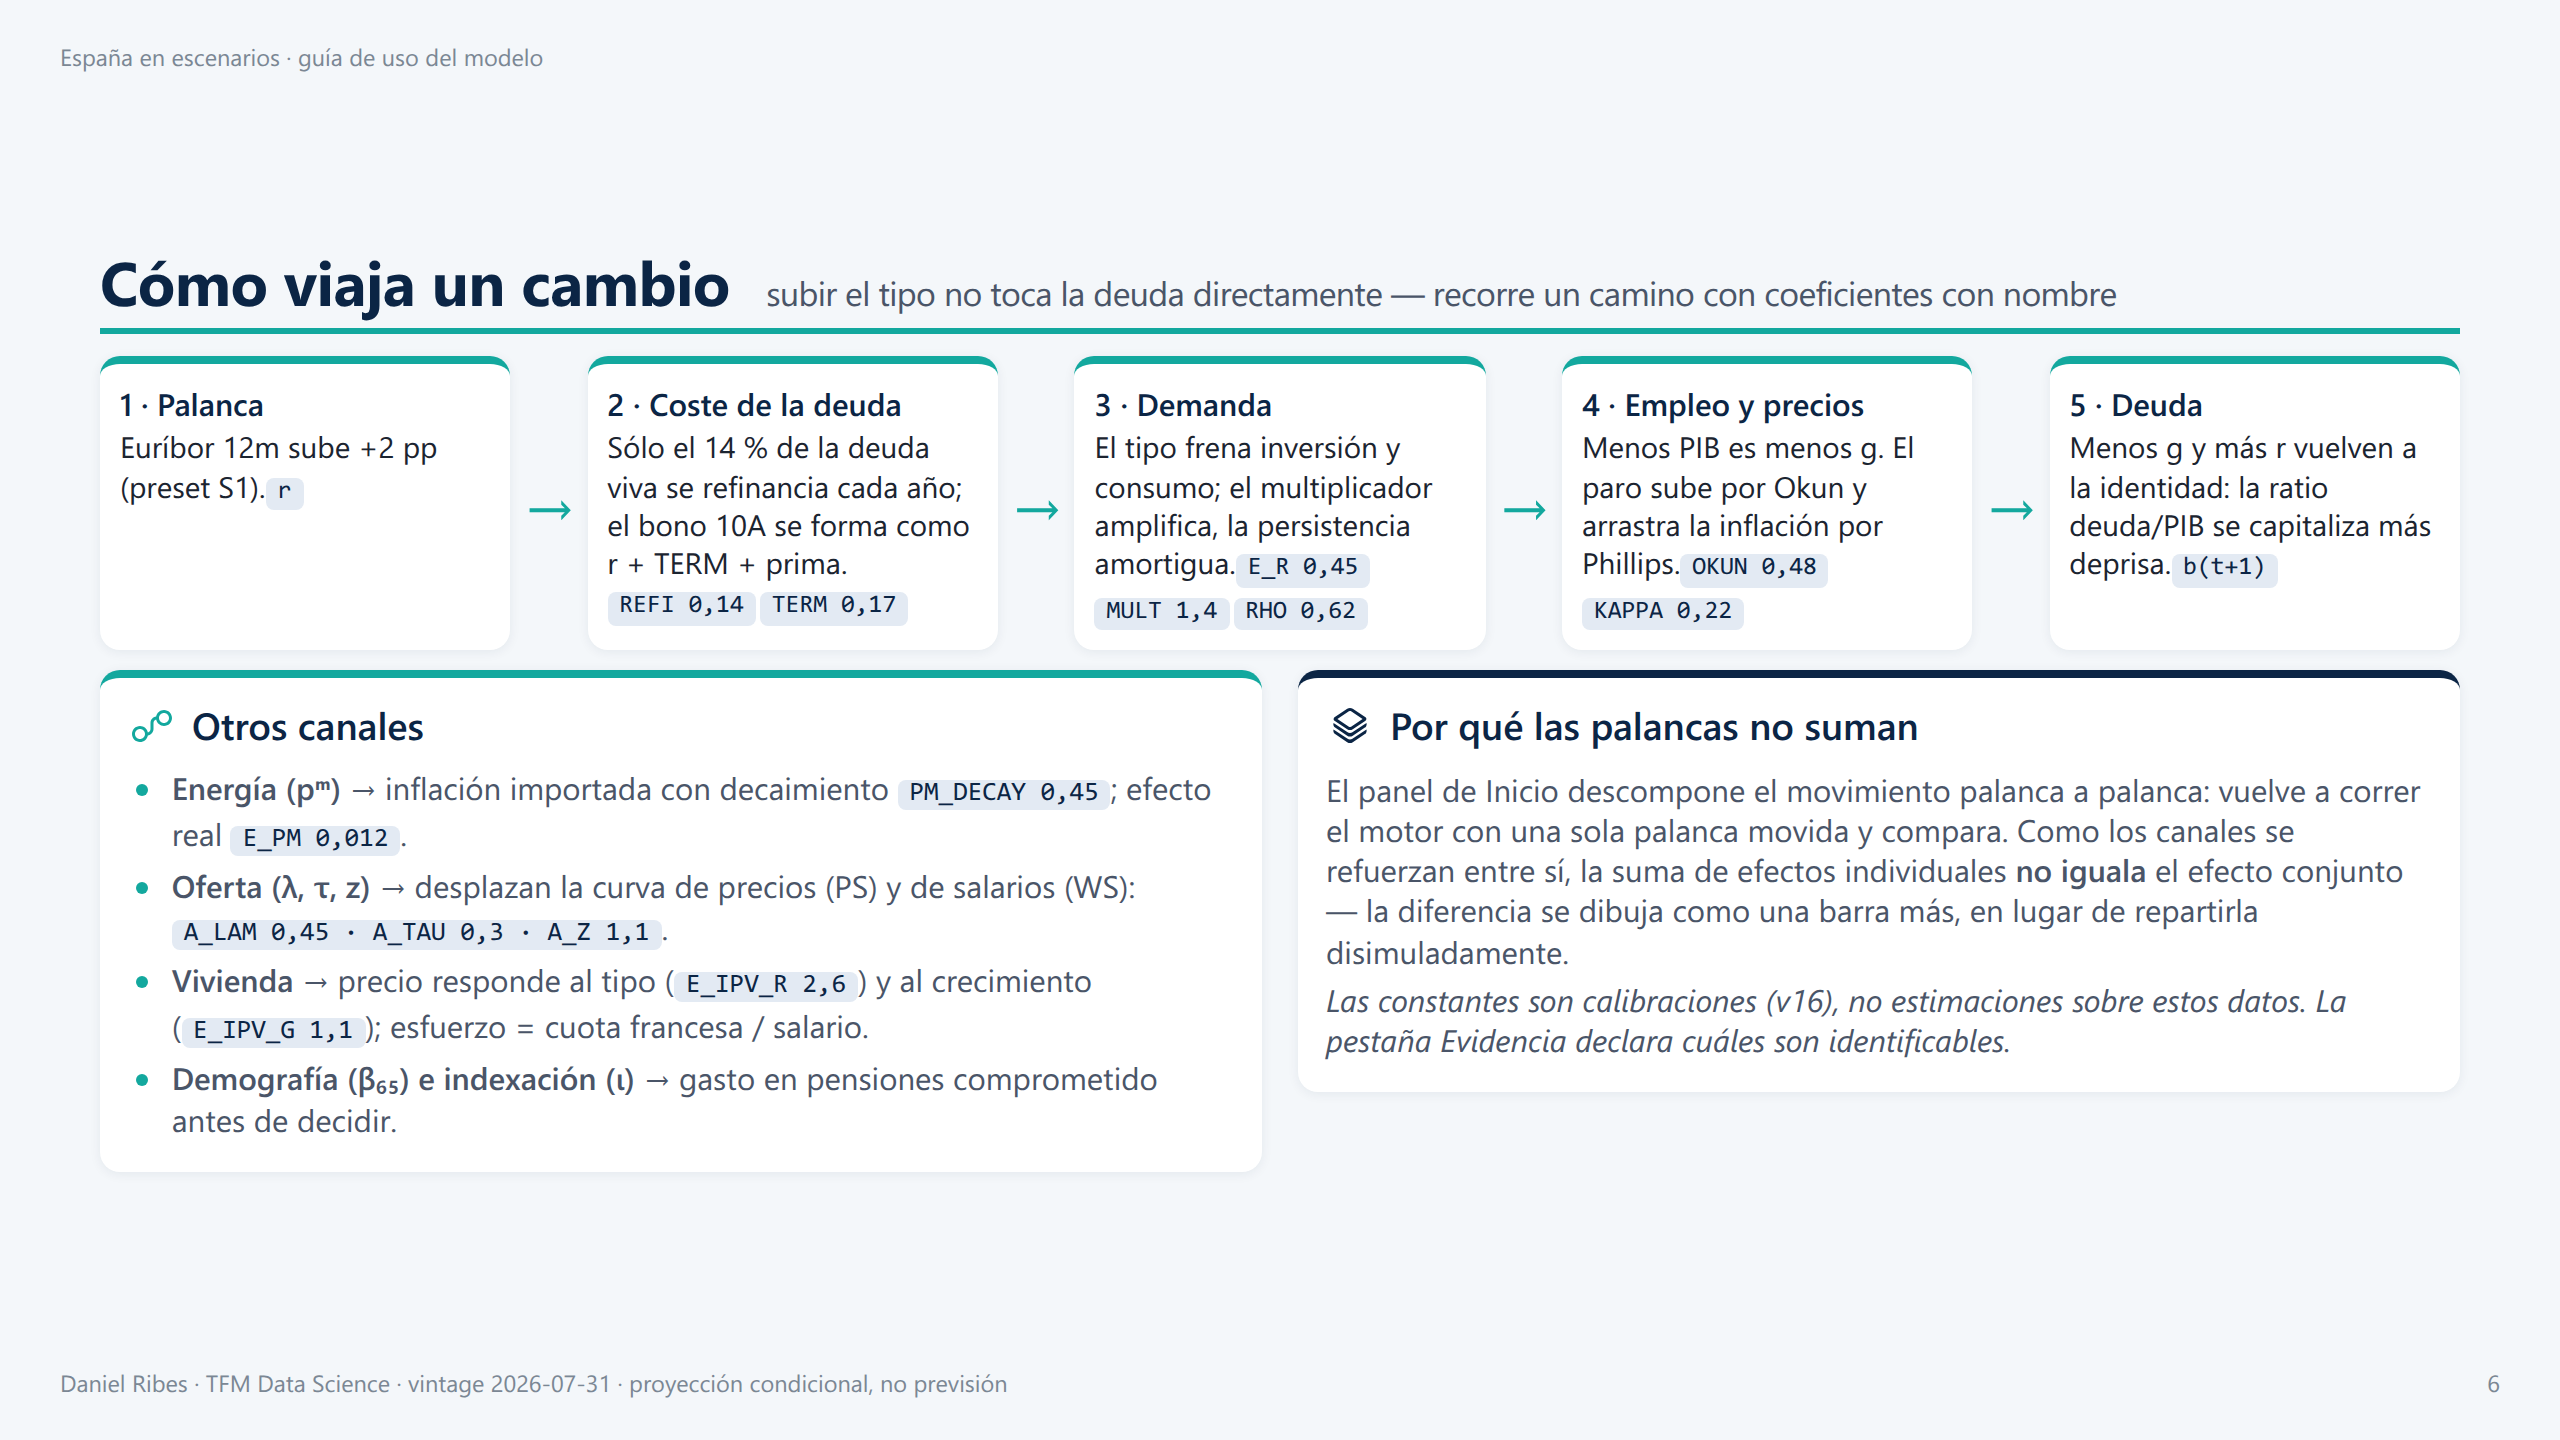 España en escenarios · guía de uso del modelo
Cómo viaja un cambio subir el tipo no toca la deuda directamente — recorre un camino con coeficientes con nombre
1 · Palanca
Euríbor 12m sube +2 pp
(preset S1). r
→
2 · Coste de la deuda
Sólo el 14 % de la deuda
viva se refinancia cada año;
el bono 10A se forma como
r + TERM + prima.
REFI 0,14 TERM 0,17
→
3 · Demanda
El tipo frena inversión y
consumo; el multiplicador
amplifica, la persistencia
amortigua. E_R 0,45
MULT 1,4 RHO 0,62
→
4 · Empleo y precios
Menos PIB es menos g. El
paro sube por Okun y
arrastra la inflación por
Phillips. OKUN 0,48
KAPPA 0,22
→
5 · Deuda
Menos g y más r vuelven a
la identidad: la ratio
deuda/PIB se capitaliza más
deprisa. b(t+1)
Otros canales
• Energía (pᵐ) → inflación importada con decaimiento PM_DECAY 0,45; efecto
real E_PM 0,012.
• Oferta (λ, τ, z) → desplazan la curva de precios (PS) y de salarios (WS):
A_LAM 0,45 · A_TAU 0,3 · A_Z 1,1.
• Vivienda → precio responde al tipo (E_IPV_R 2,6) y al crecimiento
(E_IPV_G 1,1); esfuerzo = cuota francesa / salario.
• Demografía (β₆₅) e indexación (ι) → gasto en pensiones comprometido
antes de decidir.
Por qué las palancas no suman
El panel de Inicio descompone el movimiento palanca a palanca: vuelve a correr
el motor con una sola palanca movida y compara. Como los canales se
refuerzan entre sí, la suma de efectos individuales no iguala el efecto conjunto
— la diferencia se dibuja como una barra más, en lugar de repartirla
disimuladamente.
Las constantes son calibraciones (v16), no estimaciones sobre estos datos. La
pestaña Evidencia declara cuáles son identificables.
Daniel Ribes · TFM Data Science · vintage 2026-07-31 · proyección condicional, no previsión
6